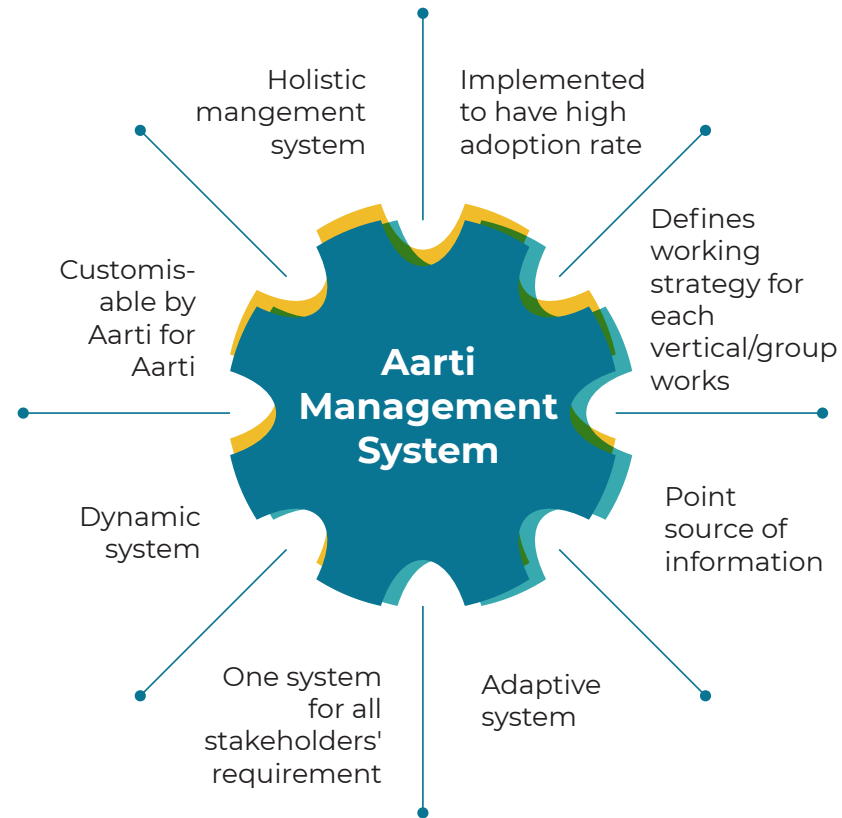 Holistic
mangement
system
Implemented
to have high
adoption rate
Defines
working
strategy for
each
vertical/group
works
Customis-
able by
Aarti for
Aarti
Aarti
Management
System
Point
source of
information
Dynamic
system
One system
for all
stakeholders'
requirement
Adaptive
system